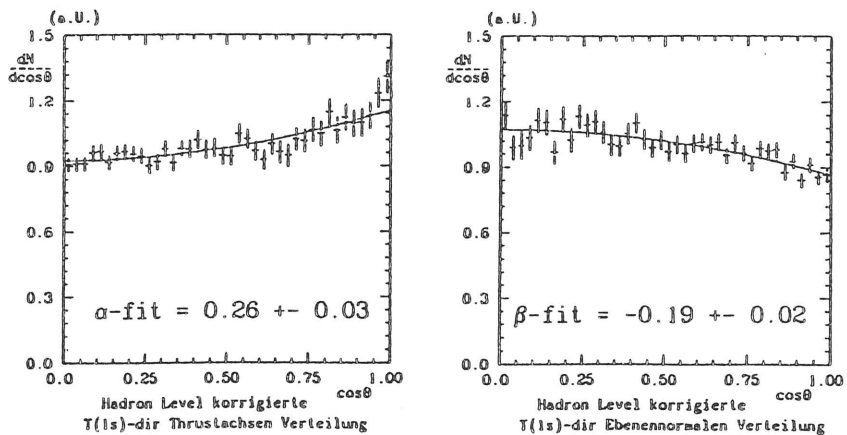 (a.U.)
1.5
dN
dcosθ
1.2
0.9
0.6
0.3
α-fit = 0.26 +- 0.03
0.0
0.0 0.25 0.50 0.75 1.00
cosθ
Hadron Level korrigierte
T(1s)-dir Thrustachsen Verteilung
(a.U.)
1.5
dN
dcosθ
1.2
0.9
0.6
0.3
β-fit = -0.19 +- 0.02
0.0
0.0 0.25 0.50 0.75 1.00
cosθ
Hadron Level korrigierte
T(1s)-dir Ebenennormalen Verteilung